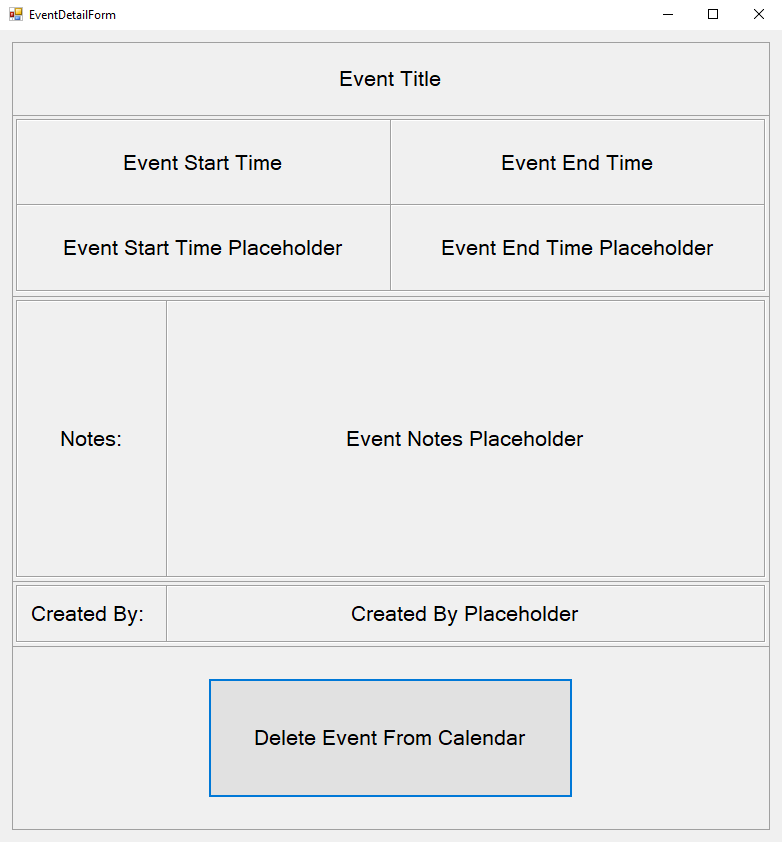 EventDetailForm
Event Title
Event Start Time
Event End Time
Event Start Time Placeholder
Event End Time Placeholder
Notes:
Event Notes Placeholder
Created By:
Created By Placeholder
Delete Event From Calendar